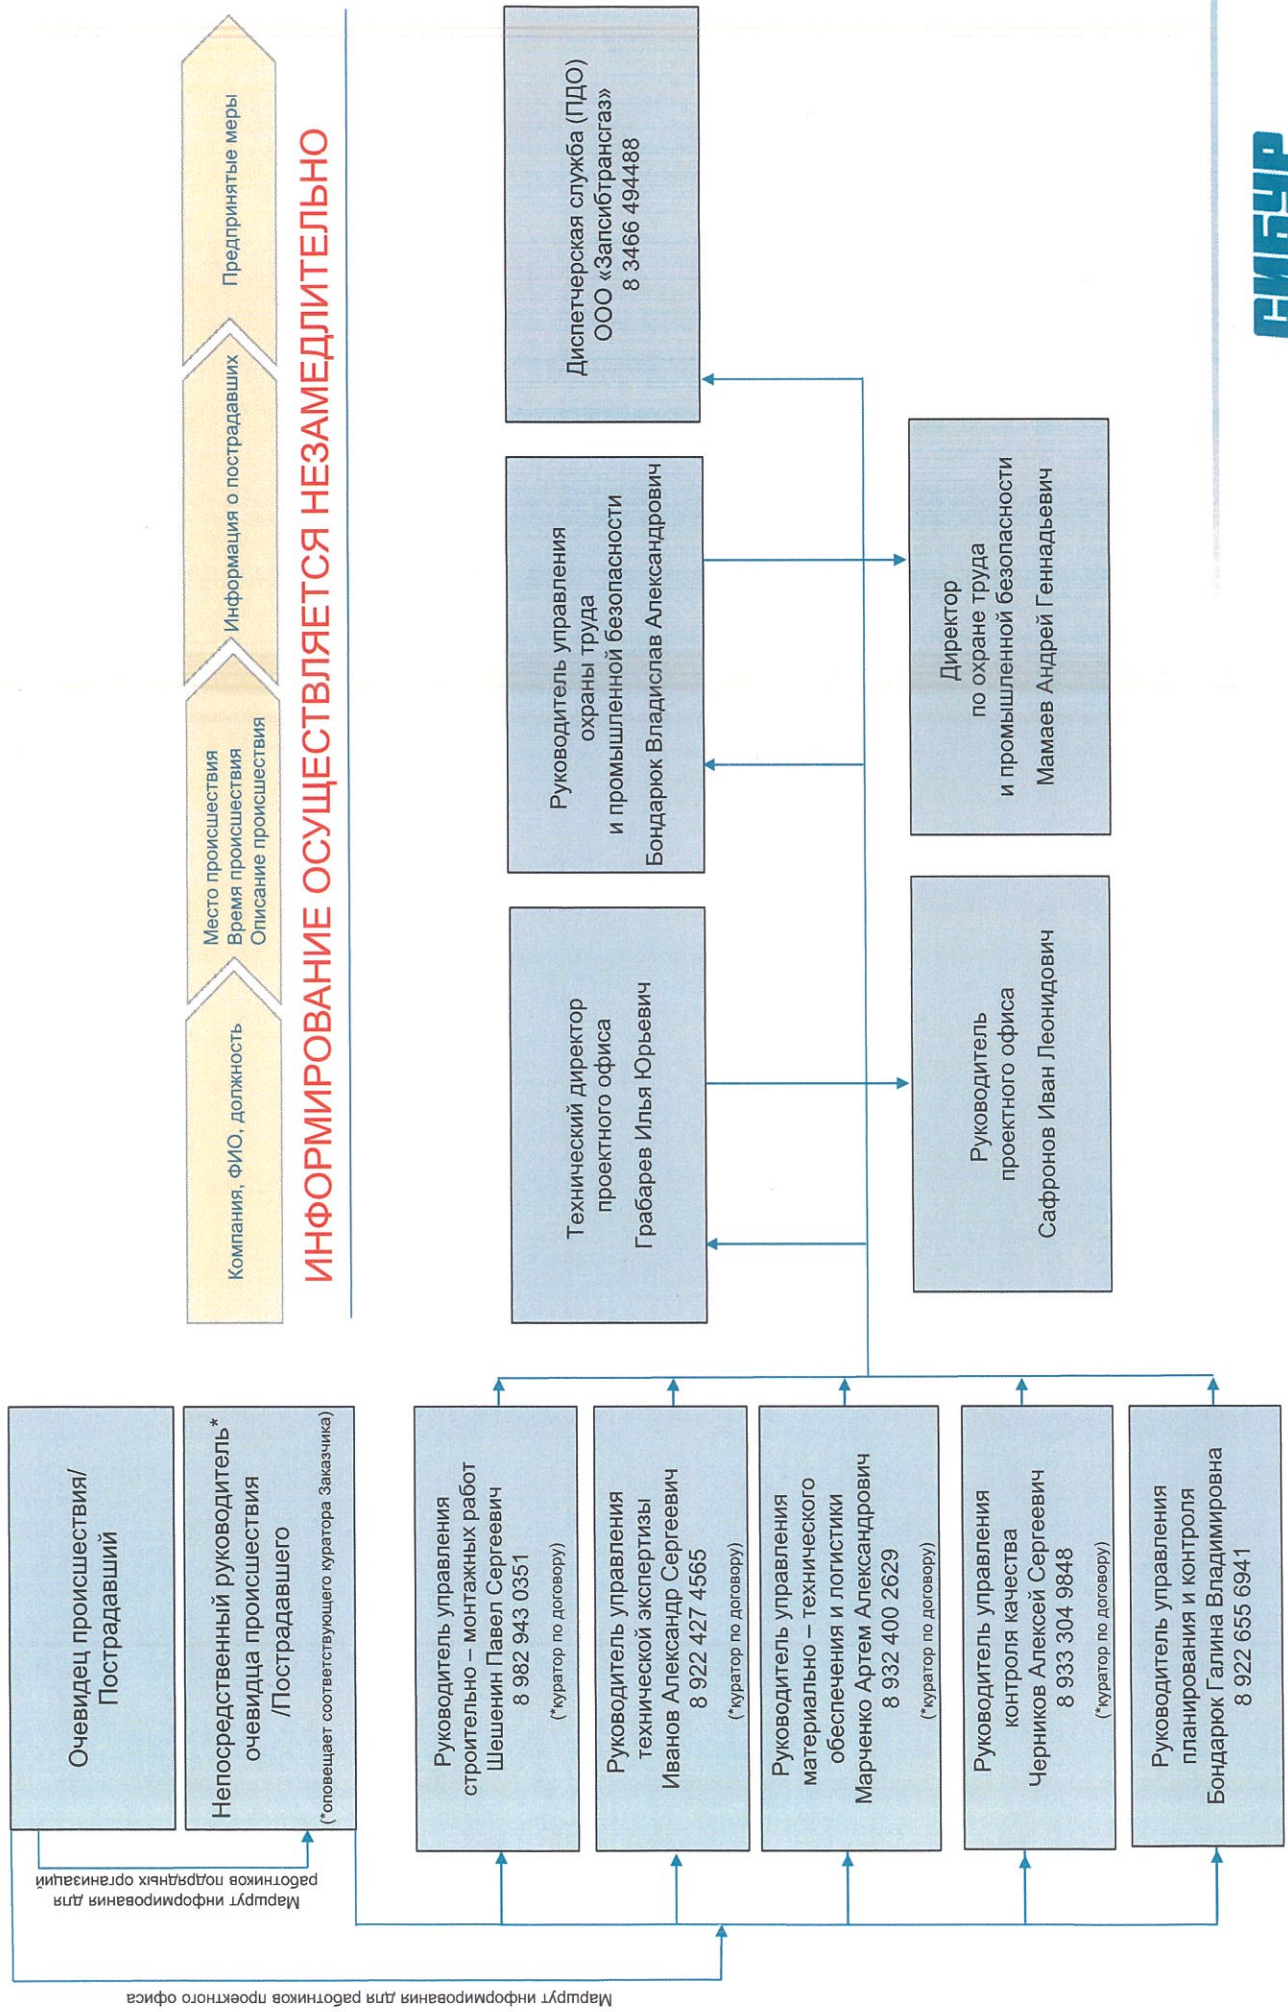 Очевидец происшествия/
Пострадавший
Непосредственный руководитель*
очевидца происшествия
/Пострадавшего
(*оповещает соответствующего куратора Заказчика)
Маршрут информирования для
работников подрядных организаций
Маршрут информирования для работников проектного офиса
Компания, ФИО, должность
Место происшествия
Время происшествия
Описание происшествия
Информация о пострадавших
Предпринятые меры
ИНФОРМИРОВАНИЕ ОСУЩЕСТВЛЯЕТСЯ НЕЗАМЕДЛИТЕЛЬНО
Руководитель управления
строительно – монтажных работ
Шешенин Павел Сергеевич
8 982 943 0351
(*куратор по договору)
Руководитель управления
технической экспертизы
Иванов Александр Сергеевич
8 922 427 4565
(*куратор по договору)
Руководитель управления
материально – технического
обеспечения и логистики
Марченко Артем Александрович
8 932 400 2629
(*куратор по договору)
Руководитель управления
контроля качества
Черников Алексей Сергеевич
8 933 304 9848
(*куратор по договору)
Руководитель управления
планирования и контроля
Бондарюк Галина Владимировна
8 922 655 6941
Технический директор
проектного офиса
Грабарев Илья Юрьевич
Руководитель управления
охраны труда
и промышленной безопасности
Бондарюк Владислав Александрович
Диспетчерская служба (ПДО)
ООО «Запсибтрансгаз»
8 3466 494488
Руководитель
проектного офиса
Сафронов Иван Леонидович
Директор
по охране труда
и промышленной безопасности
Мамаев Андрей Геннадьевич
СИБУР